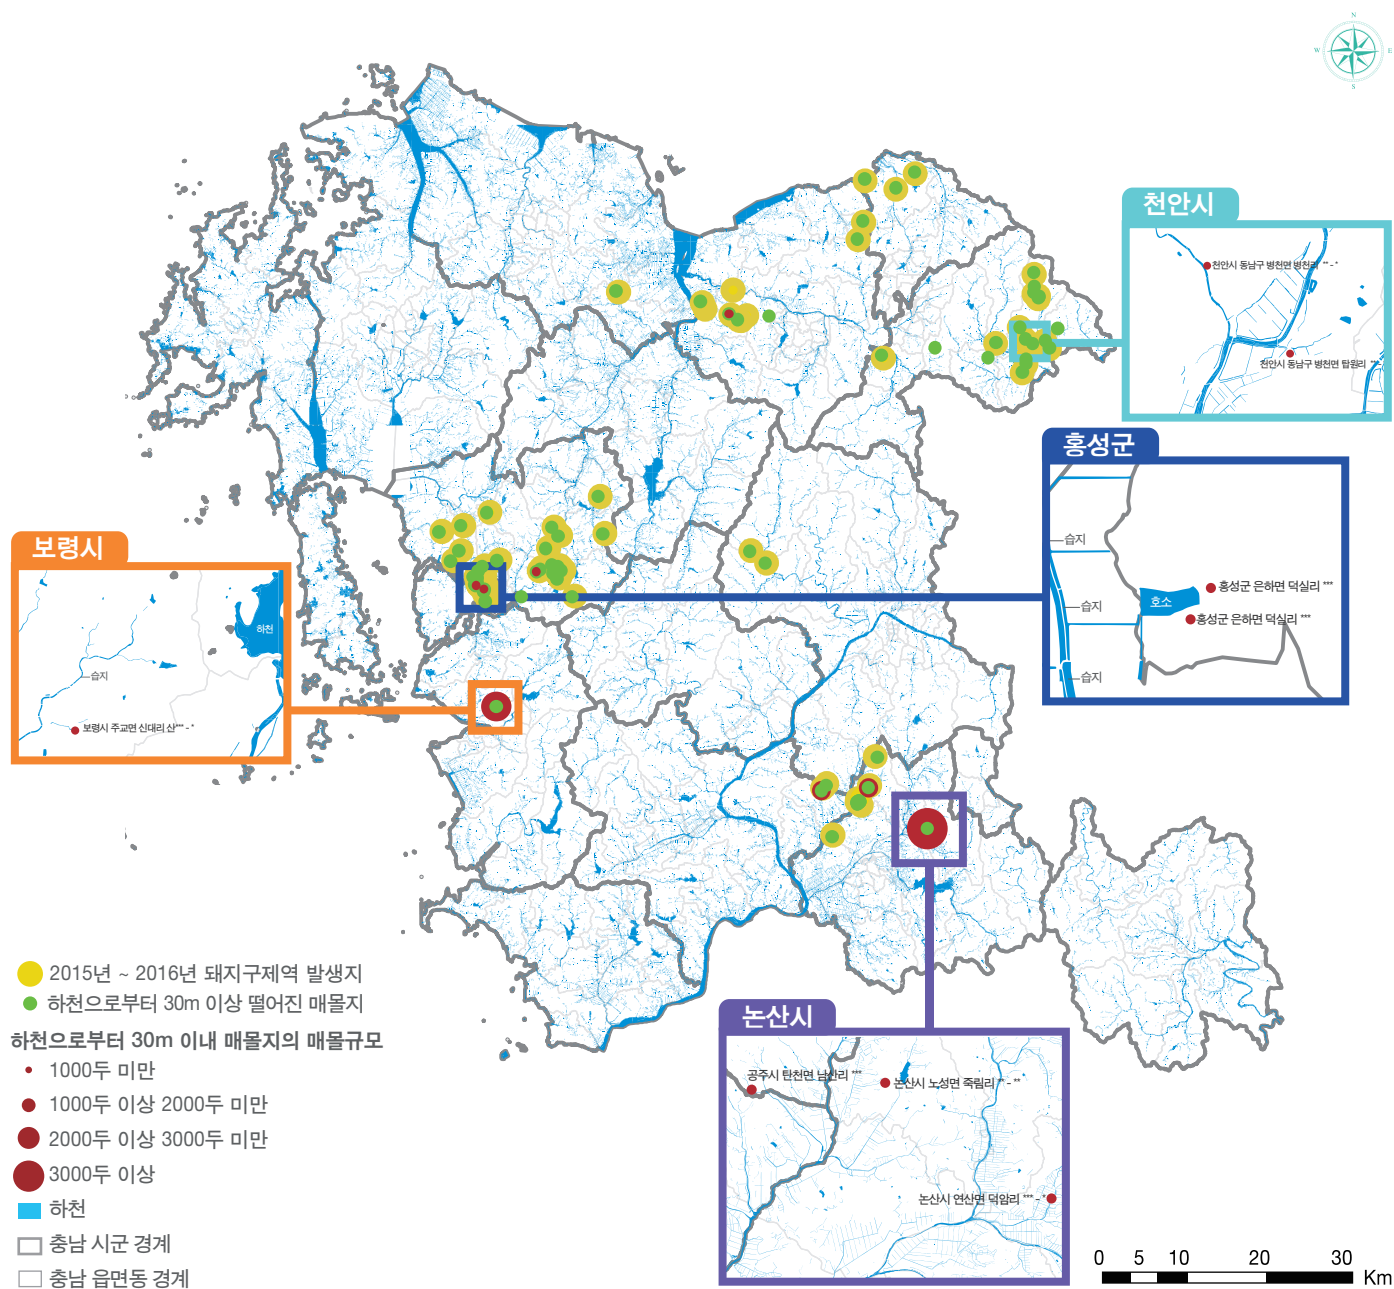 N
W
E
S
천안시
천안시 동남구 병천면 병천리 ** - *
천안시 동남구 병천면 탑원리
홍성군
습지
습지
습지
호소
홍성군 은하면 덕실리 ***
홍성군 은하면 덕실리 ***
보령시
하천
습지
보령시 주교면 신대리 산*** - *
2015년 ~ 2016년 돼지구제역 발생지
하천으로부터 30m 이상 떨어진 매몰지
하천으로부터 30m 이내 매몰지의 매몰규모
1000두 미만
1000두 이상 2000두 미만
2000두 이상 3000두 미만
3000두 이상
하천
충남 시군 경계
충남 읍면동 경계
논산시
공주시 탄천면 남산리 ***
논산시 노성면 죽림리 ** - **
논산시 연산면 덕암리 *** - *
0 5 10 20 30
Km